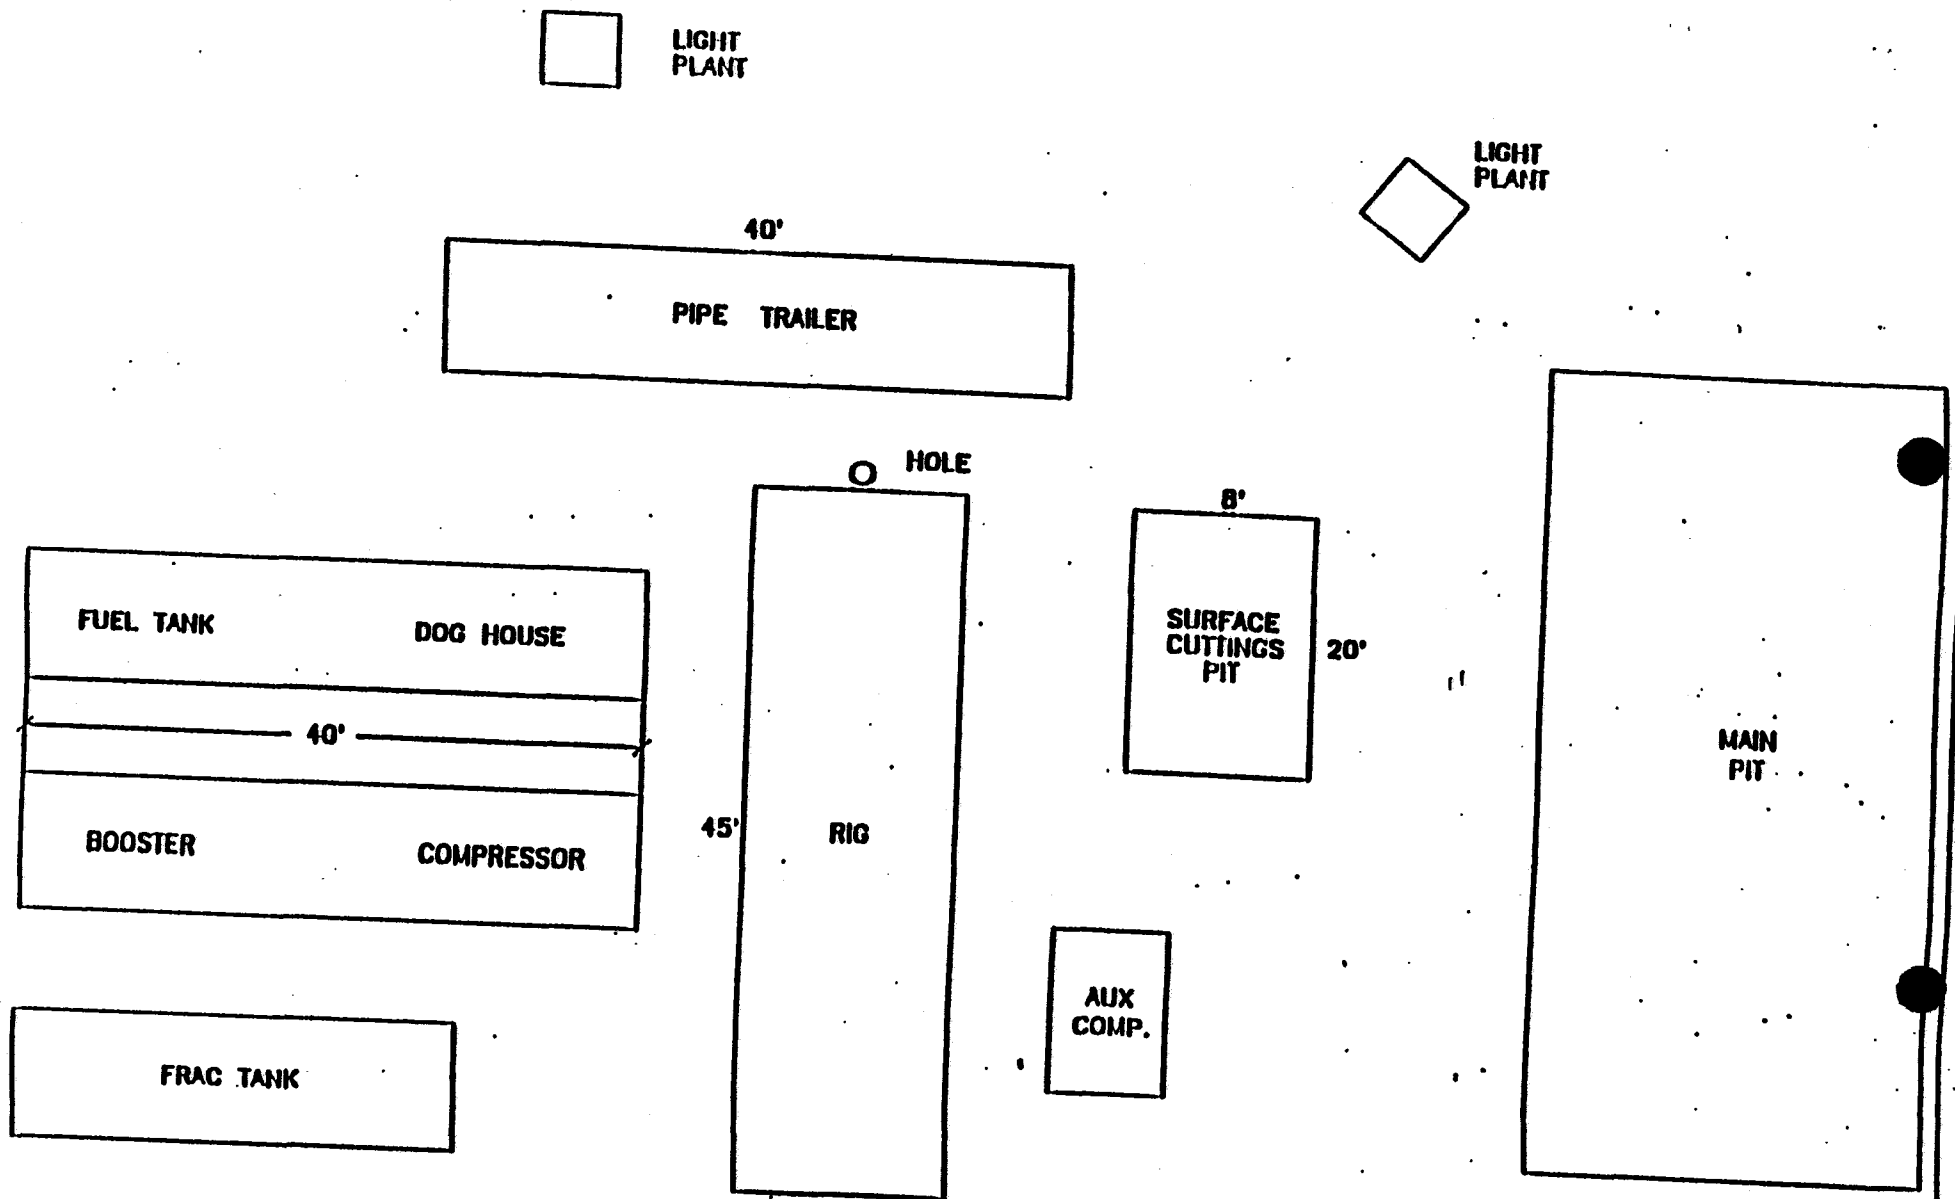 LIGHT
PLANT
LIGHT
PLANT
40'
PIPE TRAILER
HOLE
8'
SURFACE
CUTTINGS
PIT
20'
FUEL TANK DOG HOUSE
40'
BOOSTER COMPRESSOR
45'
RIG
MAIN
PIT
AUX
COMP.
FRAC TANK